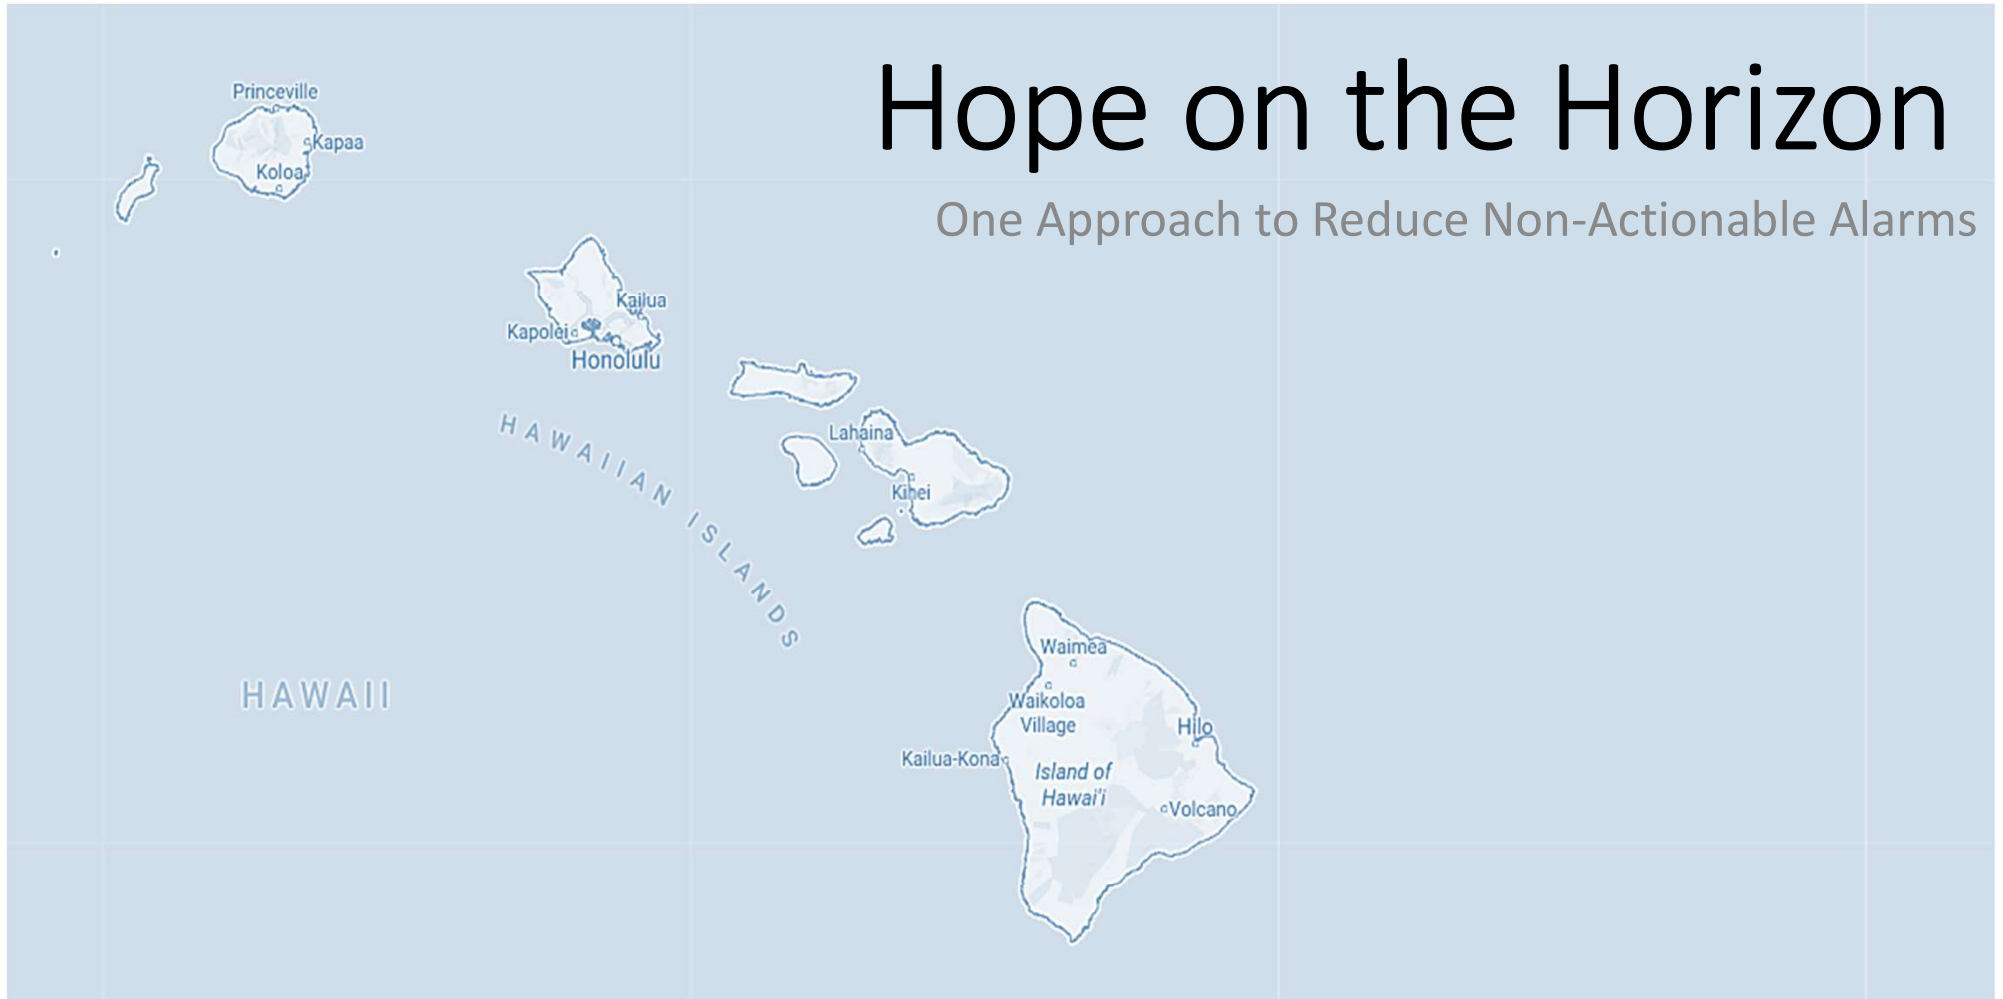 Hope on the Horizon
One Approach to Reduce Non-Actionable Alarms
Princeville
Kapaa
Koloa
Kailua
Kapolei
Honolulu
HAWAIIAN ISLANDS
Lahaina
Kihei
HAWAII
Waimea
Waikoloa
Village
Hilo
Kailua-Kona
Island of
Hawai'i
Volcano